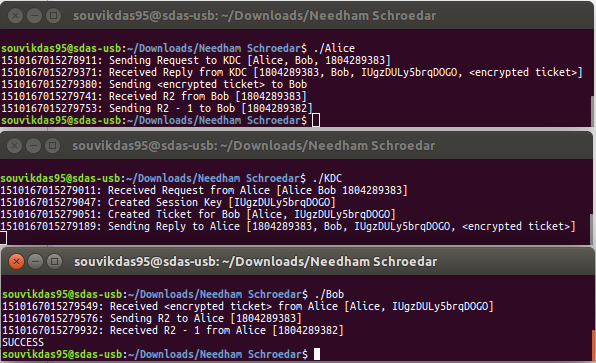 souvikdas95@sdas-usb: ~/Downloads/Needham Schroedar
souvikdas95@sdas-usb:~/Downloads/Needham Schroedar$ ./Alice
1510167015278911: Sending Request to KDC [Alice, Bob, 1804289383]
1510167015279371: Received Reply from KDC [1804289383, Bob, IUgzDULy5brqDOGO, <encrypted ticket>]
1510167015279380: Sending <encrypted ticket> to Bob
1510167015279741: Received R2 from Bob [1804289383]
1510167015279753: Sending R2 - 1 to Bob [1804289382]
souvikdas95@sdas-usb:~/Downloads/Needham Schroedar$
souvikdas95@sdas-usb: ~/Downloads/Needham Schroedar
souvikdas95@sdas-usb:~/Downloads/Needham Schroedar$ ./KDC
1510167015279011: Received Request from Alice [Alice Bob 1804289383]
1510167015279047: Created Session Key [IUgzDULy5brqDOGO]
1510167015279051: Created Ticket for Bob [Alice, IUgzDULy5brqDOGO]
1510167015279189: Sending Reply to Alice [1804289383, Bob, IUgzDULy5brqDOGO, <encrypted ticket>]
souvikdas95@sdas-usb: ~/Downloads/Needham Schroedar
souvikdas95@sdas-usb:~/Downloads/Needham Schroedar$ ./Bob
1510167015279549: Received <encrypted ticket> from Alice [Alice, IUgzDULy5brqDOGO]
1510167015279576: Sending R2 to Alice [1804289383]
1510167015279932: Received R2 - 1 from Alice [1804289382]
SUCCESS
souvikdas95@sdas-usb:~/Downloads/Needham Schroedar$